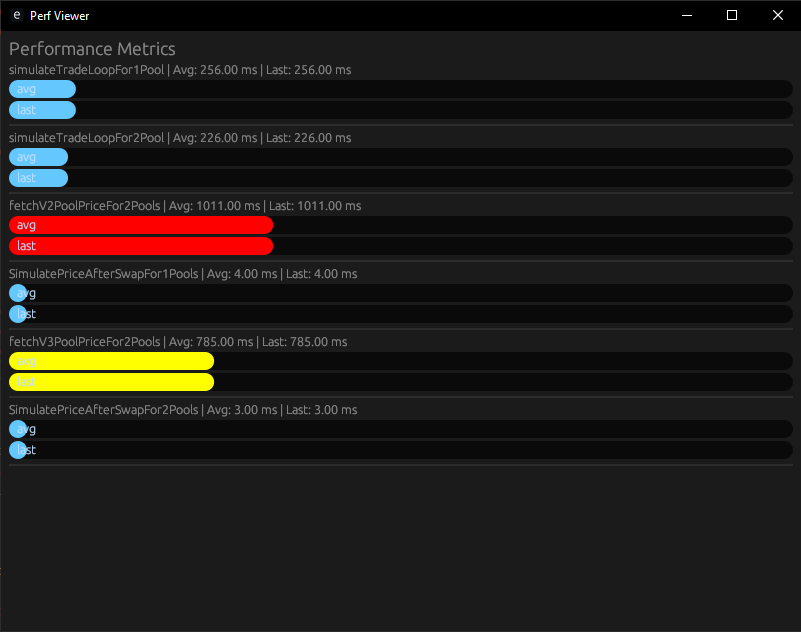 e Perf Viewer
Performance Metrics
simulateTradeLoopFor1Pool | Avg: 256.00 ms | Last: 256.00 ms
avg
last
simulateTradeLoopFor2Pool | Avg: 226.00 ms | Last: 226.00 ms
avg
last
fetchV2PoolPriceFor2Pools | Avg: 1011.00 ms | Last: 1011.00 ms
avg
last
SimulatePriceAfterSwapFor1Pools | Avg: 4.00 ms | Last: 4.00 ms
avg
last
fetchV3PoolPriceFor2Pools | Avg: 785.00 ms | Last: 785.00 ms
avg
last
SimulatePriceAfterSwapFor2Pools | Avg: 3.00 ms | Last: 3.00 ms
avg
last